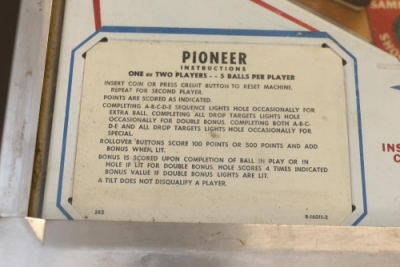 PIONEER
INSTRUCTIONS
ONE or TWO PLAYERS -- 5 BALLS PER PLAYER
INSERT COIN OR PRESS CREDIT BUTTON TO RESET MACHINE.
REPEAT FOR SECOND PLAYER.
POINTS ARE SCORED AS INDICATED.
COMPLETING A-B-C-D-E SEQUENCE LIGHTS HOLE OCCASIONALLY FOR
EXTRA BALL. COMPLETING ALL DROP TARGETS LIGHTS HOLE
OCCASIONALLY FOR DOUBLE BONUS. COMPLETING BOTH A-B-C-
D-E AND ALL DROP TARGETS LIGHTS HOLE OCCASIONALLY FOR
SPECIAL.
ROLLOVER BUTTONS SCORE 100 POINTS OR 500 POINTS AND ADD
BONUS WHEN LIT.
BONUS IS SCORED UPON COMPLETION OF BALL IN PLAY OR IN
HOLE IF LIT FOR DOUBLE BONUS. HOLE SCORES 4 TIMES INDICATED
BONUS VALUE IF DOUBLE BONUS LIGHTS ARE LIT.
A TILT DOES NOT DISQUALIFY A PLAYER.
SAM
SHO
INS
C